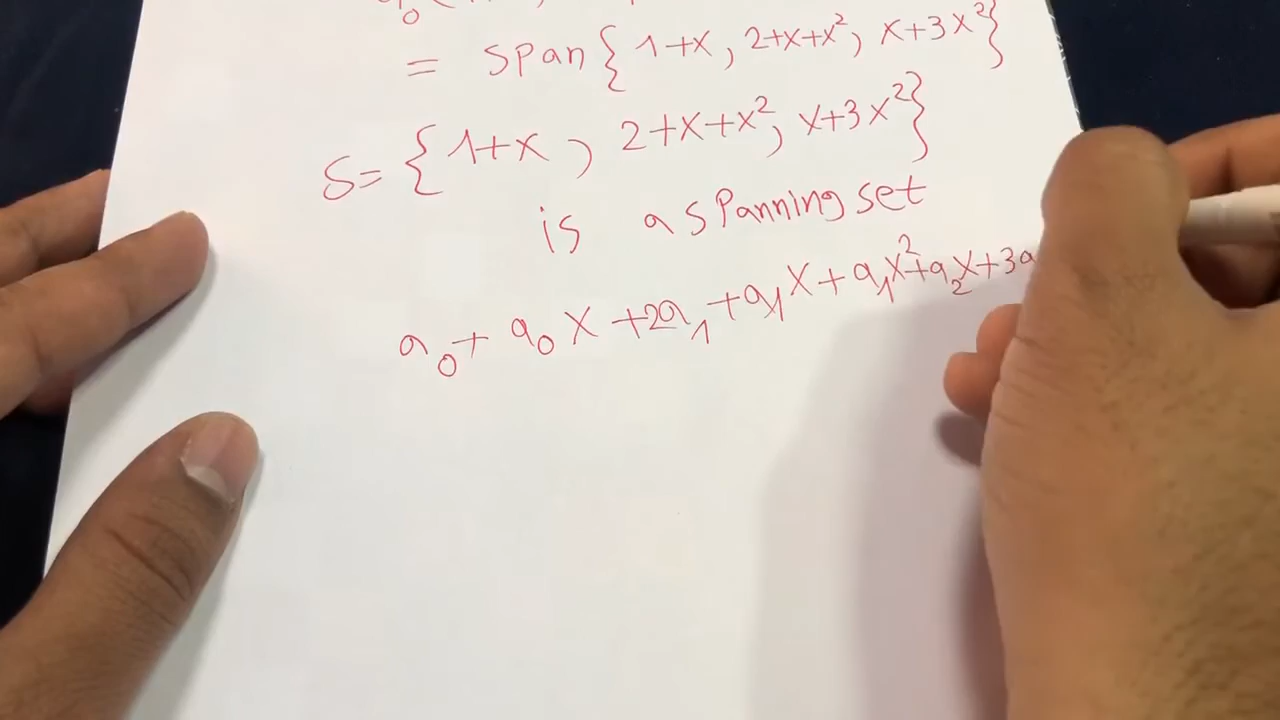 = span { 1+x , 2+x+x², x+3x²}
S= { 1+x , 2+x+x², x+3x²}
is a spanning set
a₀+ a₀x +2a₁ +a₁x + a₁x²+a₂x+3a